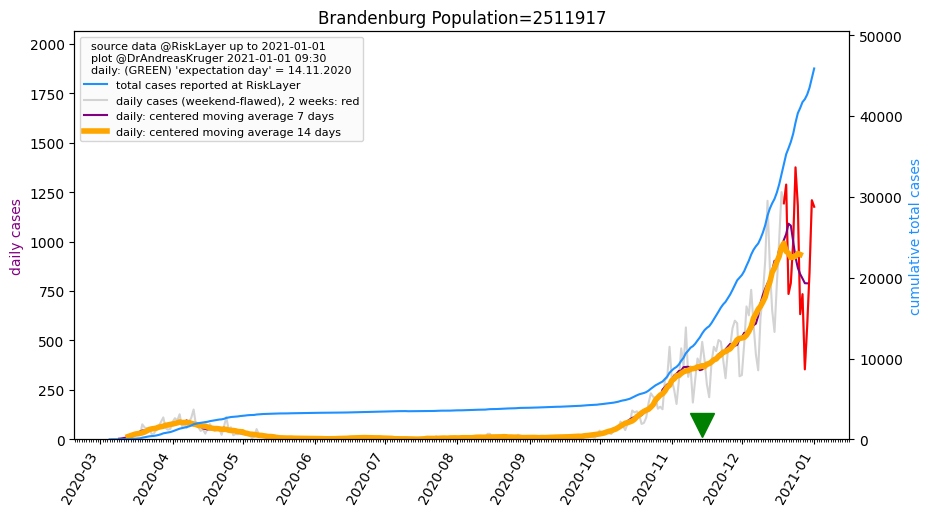 Brandenburg Population=2511917
source data @RiskLayer up to 2021-01-01
plot @DrAndreasKruger 2021-01-01 09:30
daily: (GREEN) 'expectation day' = 14.11.2020
total cases reported at RiskLayer
daily cases (weekend-flawed), 2 weeks: red
daily: centered moving average 7 days
daily: centered moving average 14 days
daily cases
2000
1750
1500
1250
1000
750
500
250
0
50000
40000
30000
20000
10000
0
cumulative total cases
2020-03
2020-04
2020-05
2020-06
2020-07
2020-08
2020-09
2020-10
2020-11
2020-12
2021-01